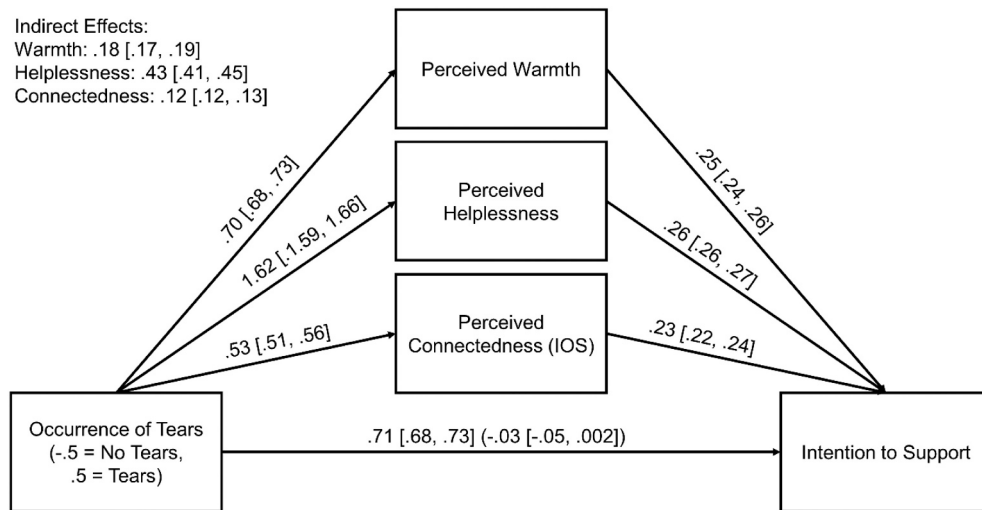 Indirect Effects:
Warmth: .18 [.17, .19]
Helplessness: .43 [.41, .45]
Connectedness: .12 [.12, .13]
Perceived Warmth
.70 [.68, .73]
.25 [.24, .26]
Perceived
Helplessness
1.62 [.1.59, 1.66]
.26 [.26, .27]
Perceived
Connectedness (IOS)
.53 [.51, .56]
.23 [.22, .24]
Occurrence of Tears
(-.5 = No Tears,
.5 = Tears)
.71 [.68, .73] (-.03 [-.05, .002])
Intention to Support